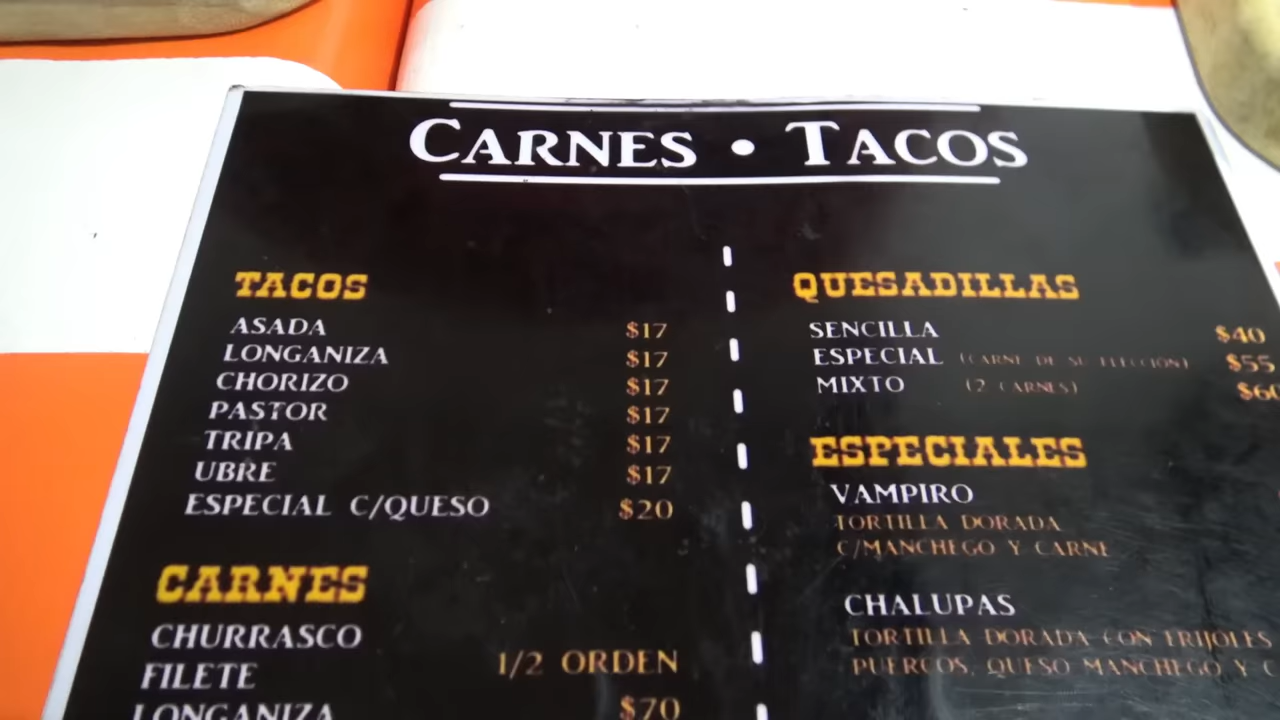 CARNES • TACOS
TACOS
ASADA $17
LONGANIZA $17
CHORIZO $17
PASTOR $17
TRIPA $17
UBRE $17
ESPECIAL C/QUESO $20
CARNES
CHURRASCO
FILETE 1/2 ORDEN
LONGANIZA $70
QUESADILLAS
SENCILLA $40
ESPECIAL (CARNE DE SU ELECCIÓN) $55
MIXTO (2 CARNES)
ESPECIALES
VAMPIRO
TORTILLA DORADA
C/MANCHEGO Y CARNE
CHALUPAS
TORTILLA DORADA CON FRIJOLES
PUERCOS, QUESO MANCHEGO Y